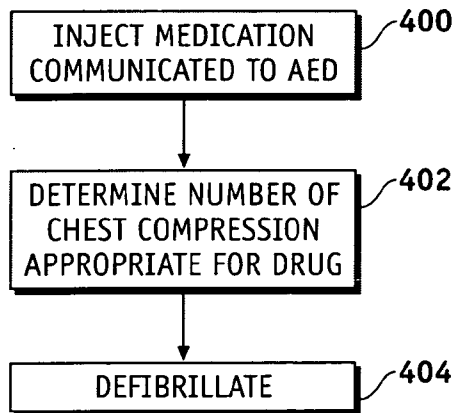 INJECT MEDICATION
COMMUNICATED TO AED
400
DETERMINE NUMBER OF
CHEST COMPRESSION
APPROPRIATE FOR DRUG
402
DEFIBRILLATE
404